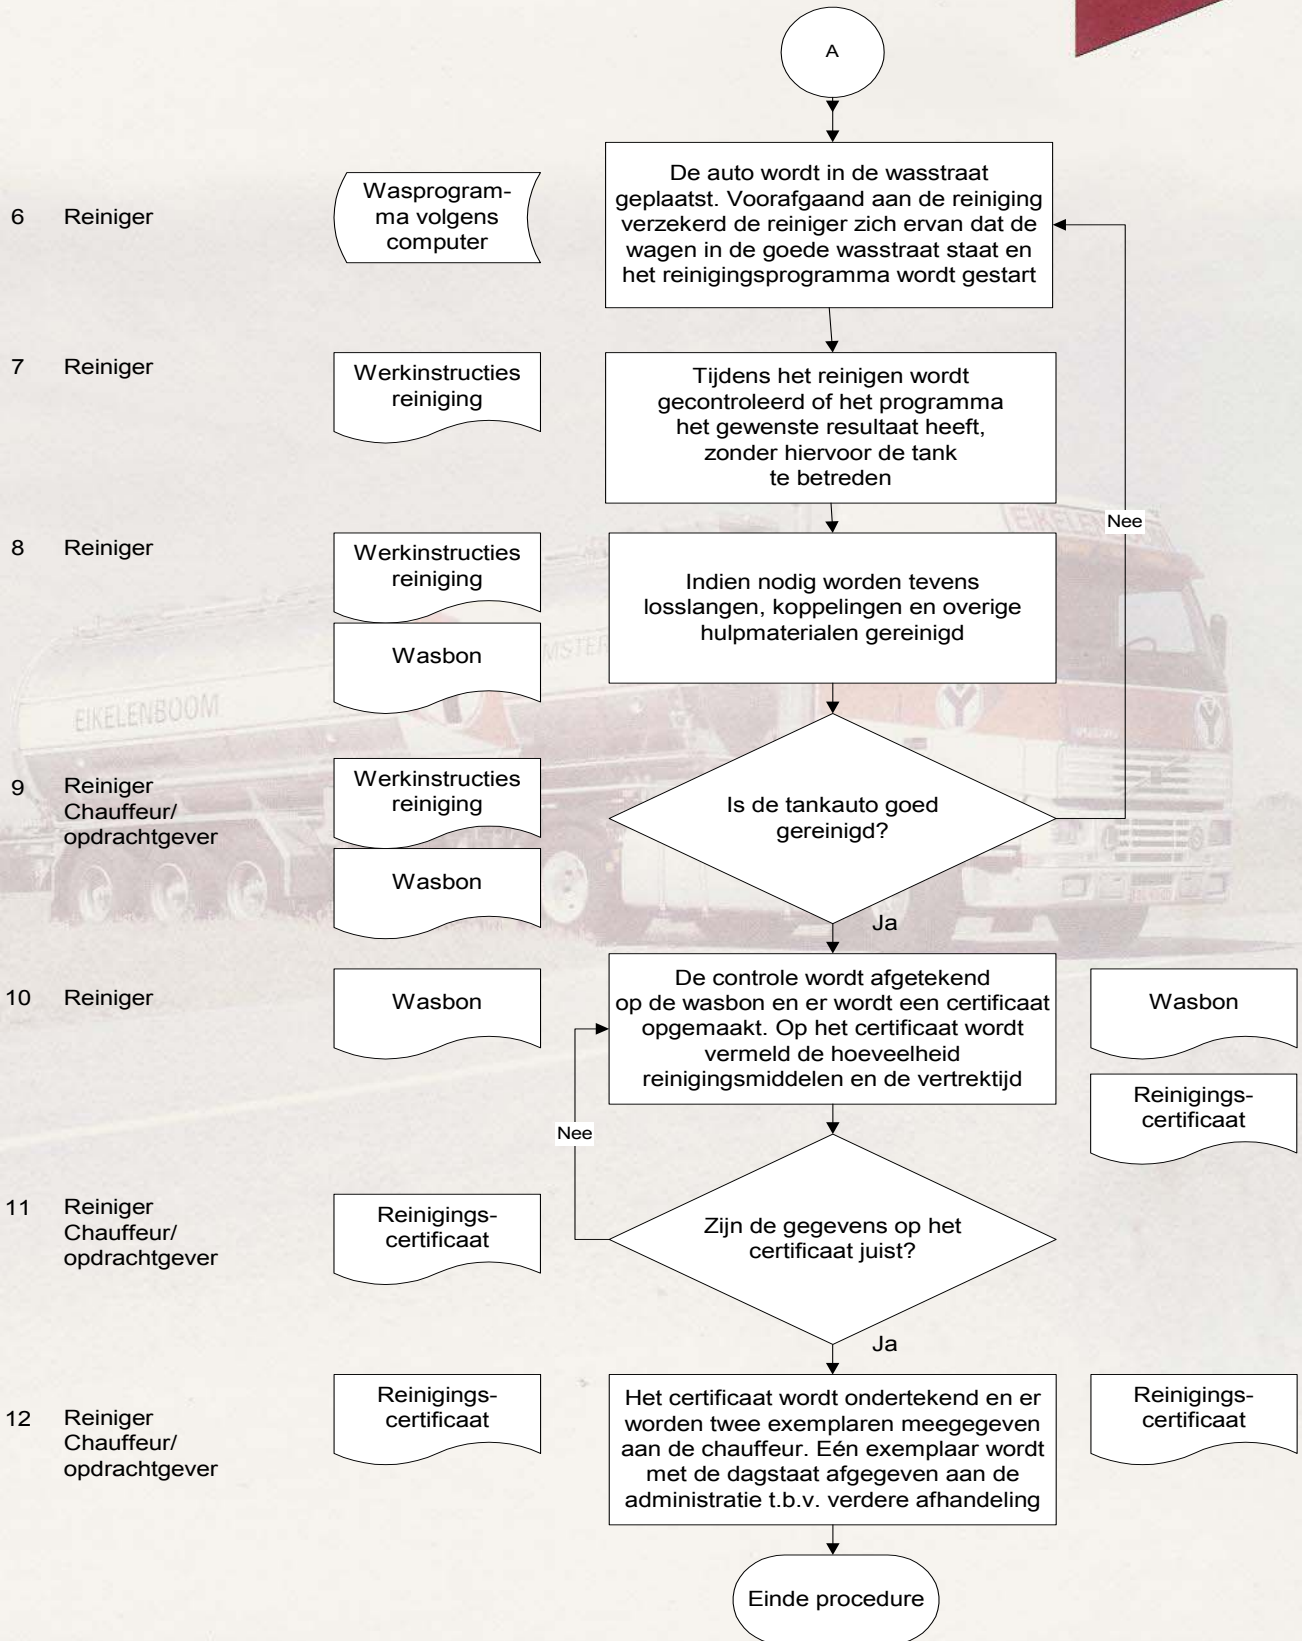 A
6 Reiniger
Wasprogram-
ma volgens
computer
De auto wordt in de wasstraat
geplaatst. Voorafgaand aan de reiniging
verzekerd de reiniger zich ervan dat de
wagen in de goede wasstraat staat en
het reinigingsprogramma wordt gestart
7 Reiniger
Werkinstructies
reiniging
Tijdens het reinigen wordt
gecontroleerd of het programma
het gewenste resultaat heeft,
zonder hiervoor de tank
te betreden
Nee
8 Reiniger
Werkinstructies
reiniging
Wasbon
Indien nodig worden tevens
losslangen, koppelingen en overige
hulpmaterialen gereinigd
EIKELENBOOM
9 Reiniger
Chauffeur/
opdrachtgever
Werkinstructies
reiniging
Wasbon
Is de tankauto goed
gereinigd?
Ja
10 Reiniger
Wasbon
De controle wordt afgetekend
op de wasbon en er wordt een certificaat
opgemaakt. Op het certificaat wordt
vermeld de hoeveelheid
reinigingsmiddelen en de vertrektijd
Wasbon
Reinigings-
certificaat
Nee
11 Reiniger
Chauffeur/
opdrachtgever
Reinigings-
certificaat
Zijn de gegevens op het
certificaat juist?
Ja
12 Reiniger
Chauffeur/
opdrachtgever
Reinigings-
certificaat
Het certificaat wordt ondertekend en er
worden twee exemplaren meegegeven
aan de chauffeur. Eén exemplaar wordt
met de dagstaat afgegeven aan de
administratie t.b.v. verdere afhandeling
Reinigings-
certificaat
Einde procedure